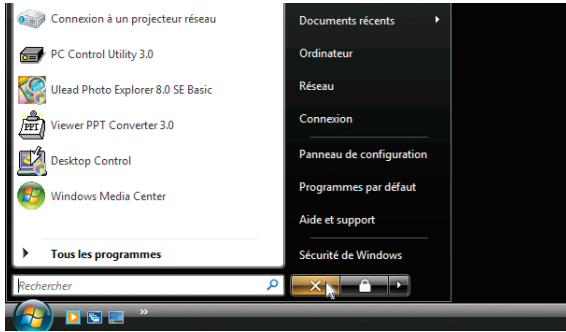 Connexion à un projecteur réseau
PC Control Utility 3.0
Ulead Photo Explorer 8.0 SE Basic
PPT
Viewer PPT Converter 3.0
Desktop Control
Windows Media Center
Tous les programmes
Rechercher
Documents récents
Ordinateur
Réseau
Connexion
Panneau de configuration
Programmes par défaut
Aide et support
Sécurité de Windows
»